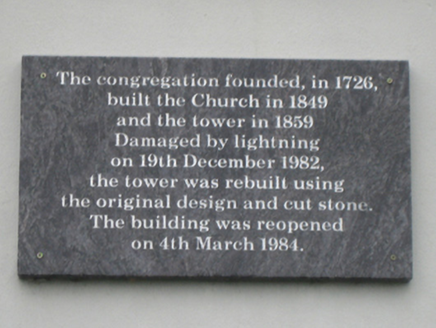 The congregation founded, in 1726,
built the Church in 1849
and the tower in 1859
Damaged by lightning
on 19th December 1982,
the tower was rebuilt using
the original design and cut stone.
The building was reopened
on 4th March 1984.